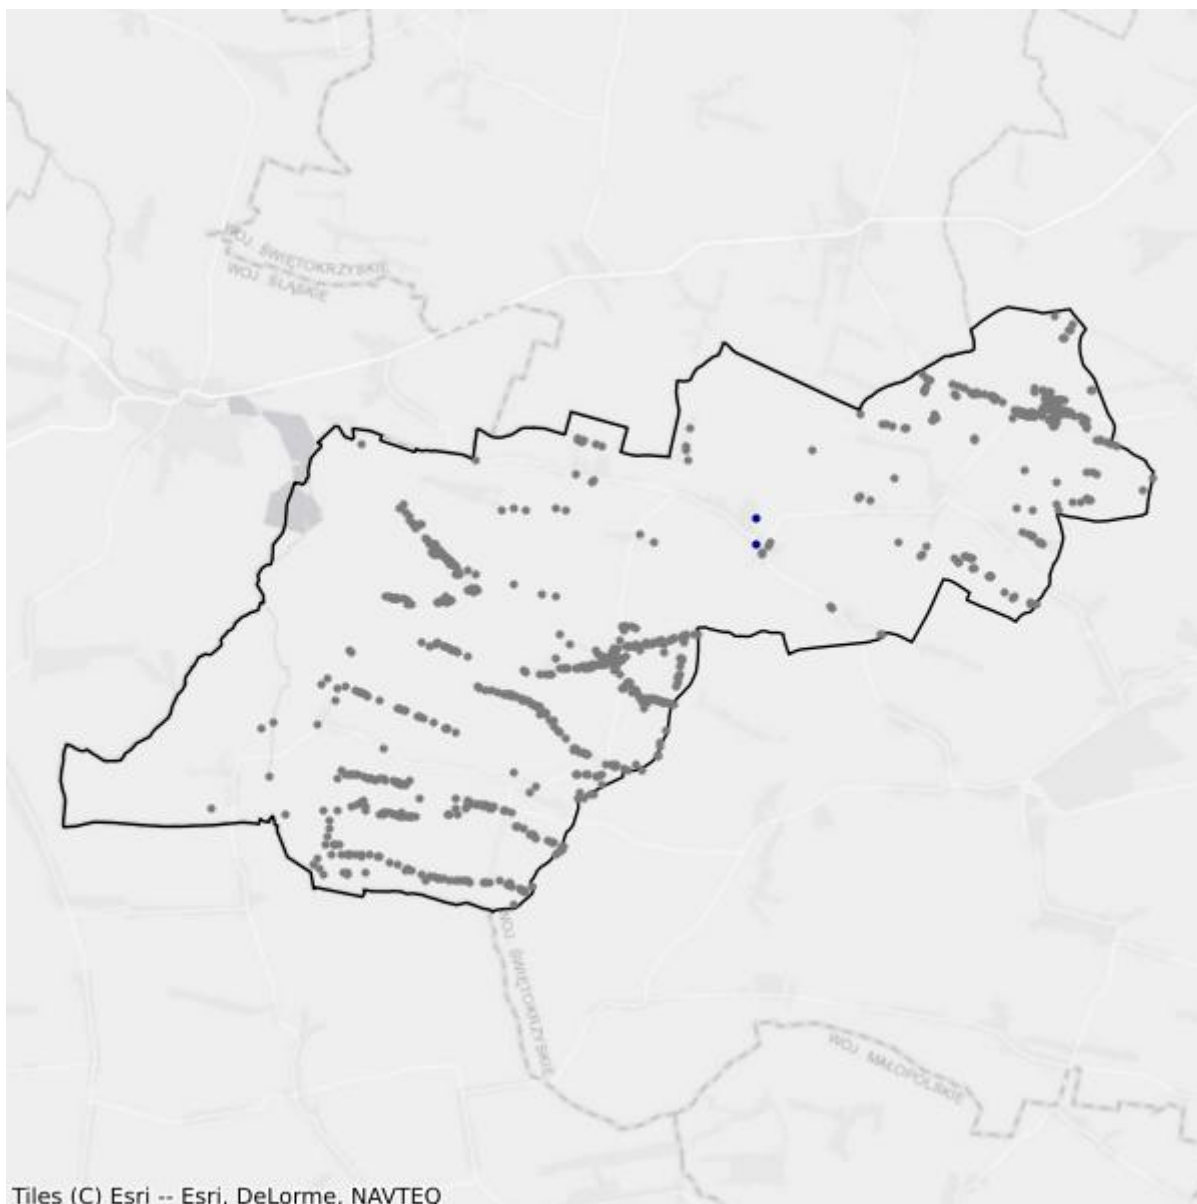 WOJ. ŚWIĘTOKRZYSKIE
WOJ. ŚLĄSKIE
WOJ. ŚWIĘTOKRZYSKIE
WOJ. MAŁOPOLSKIE
Tiles (C) Esri -- Esri, DeLorme, NAVTEQ